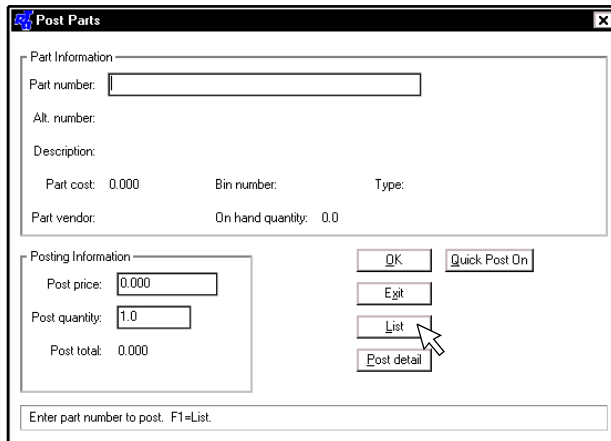 Post Parts
Part Information
Part number:
Alt. number:
Description:
Part cost: 0.000 Bin number: Type:
Part vendor: On hand quantity: 0.0
Posting Information
Post price: 0.000
Post quantity: 1.0
Post total: 0.000
OK Quick Post On
Exit
List
Post detail
Enter part number to post. F1=List.